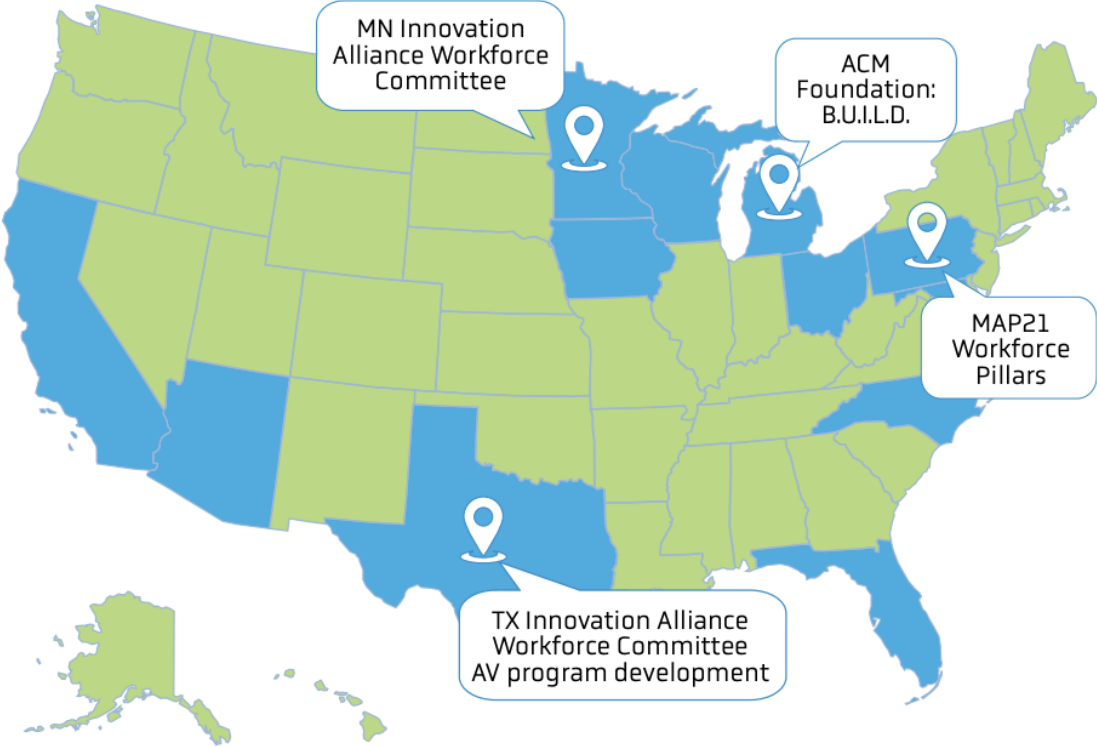 MN Innovation
Alliance Workforce
Committee
ACM
Foundation:
B.U.I.L.D.
MAP21
Workforce
Pillars
TX Innovation Alliance
Workforce Committee
AV program development